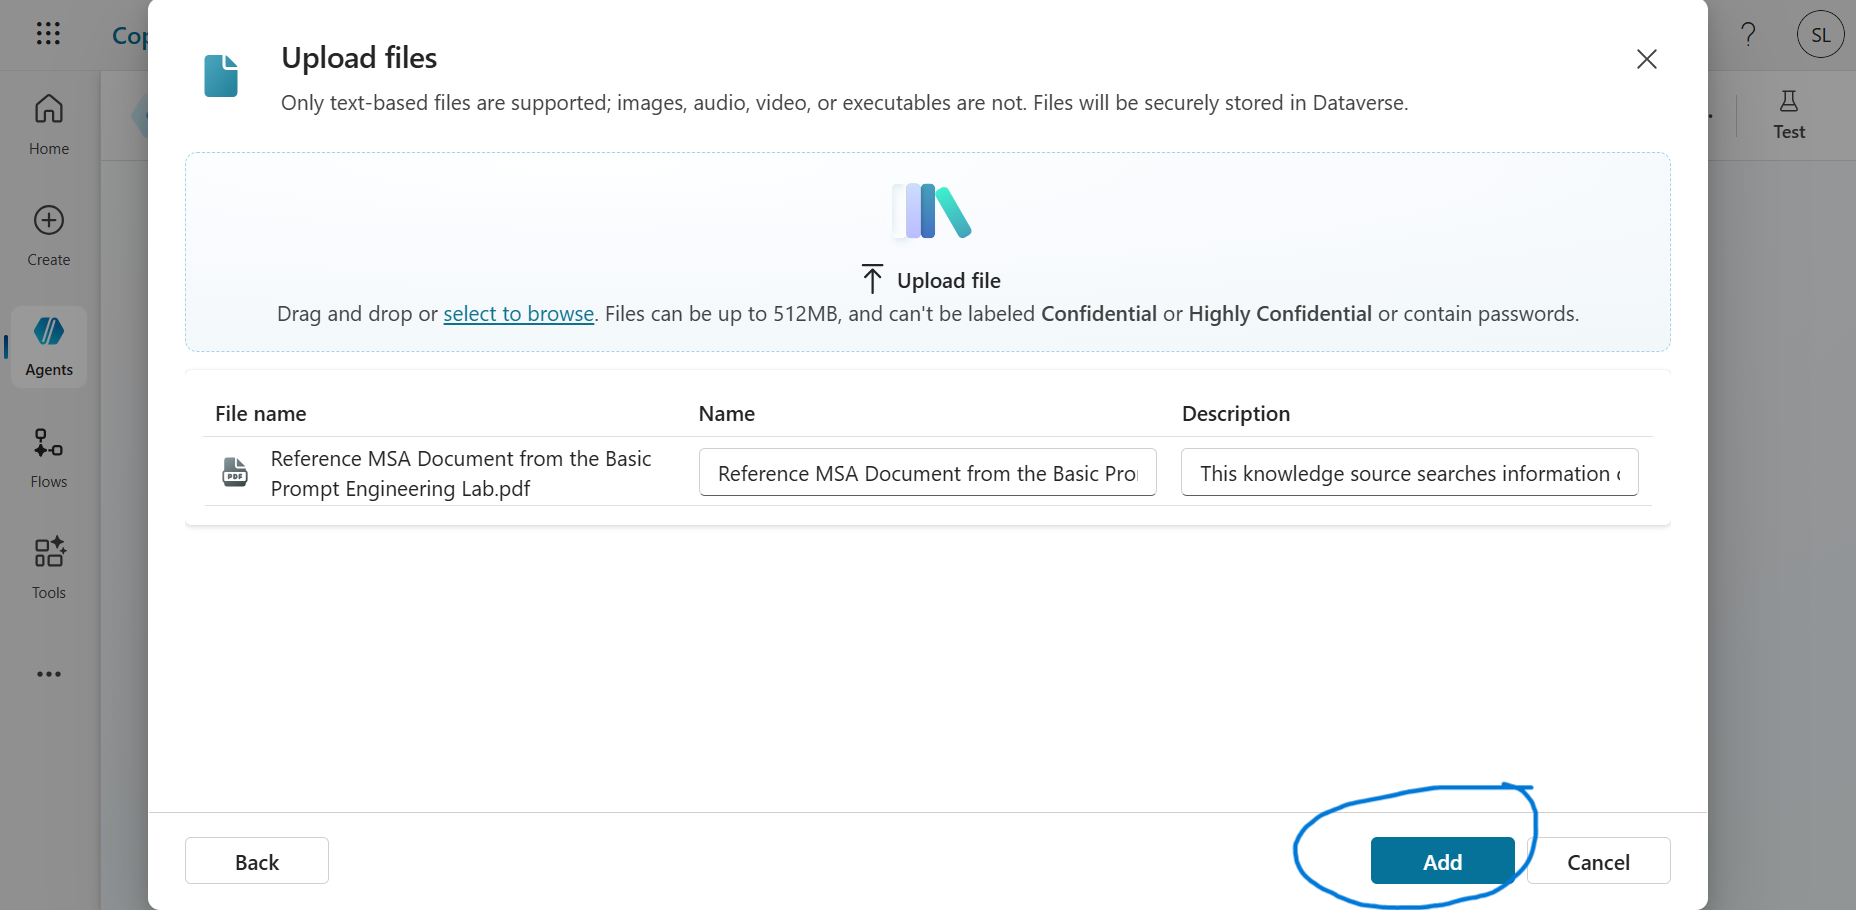 Cop
SL
Upload files
Only text-based files are supported; images, audio, video, or executables are not. Files will be securely stored in Dataverse.
Home
Test
Create
Upload file
Drag and drop or select to browse. Files can be up to 512MB, and can't be labeled Confidential or Highly Confidential or contain passwords.
Agents
File name Name Description
Reference MSA Document from the Basic
Prompt Engineering Lab.pdf
PDF
Reference MSA Document from the Basic Pro
This knowledge source searches information
Flows
Tools
Back
Add
Cancel